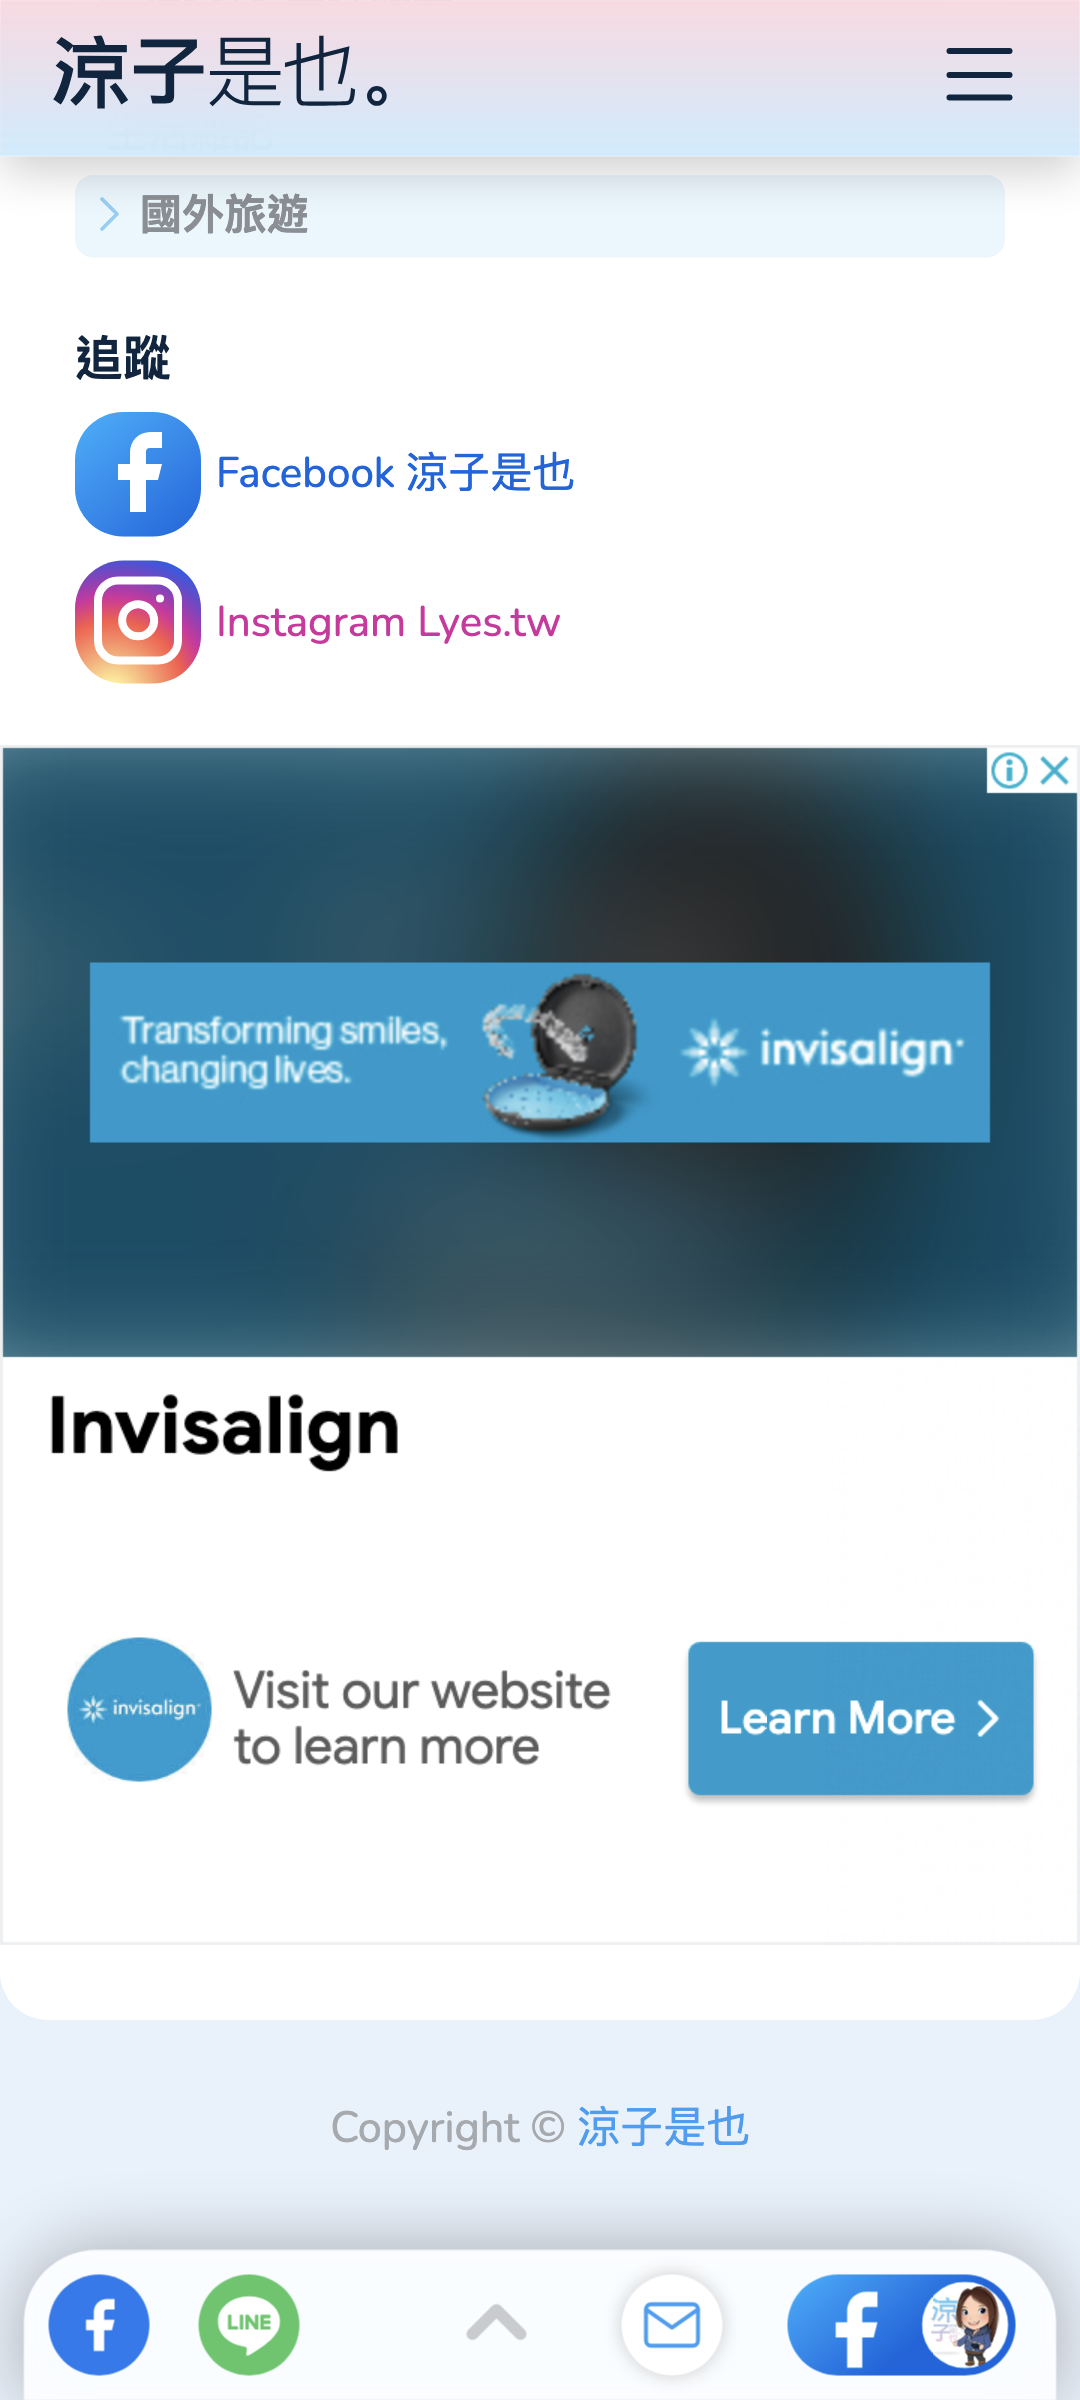 涼子是也。
國外旅遊
追蹤
Facebook 涼子是也
Instagram Lyes.tw
Transforming smiles,
changing lives.
invisalign
Invisalign
invisalign
Visit our website
to learn more
Learn More
Copyright © 涼子是也
LINE
涼
子